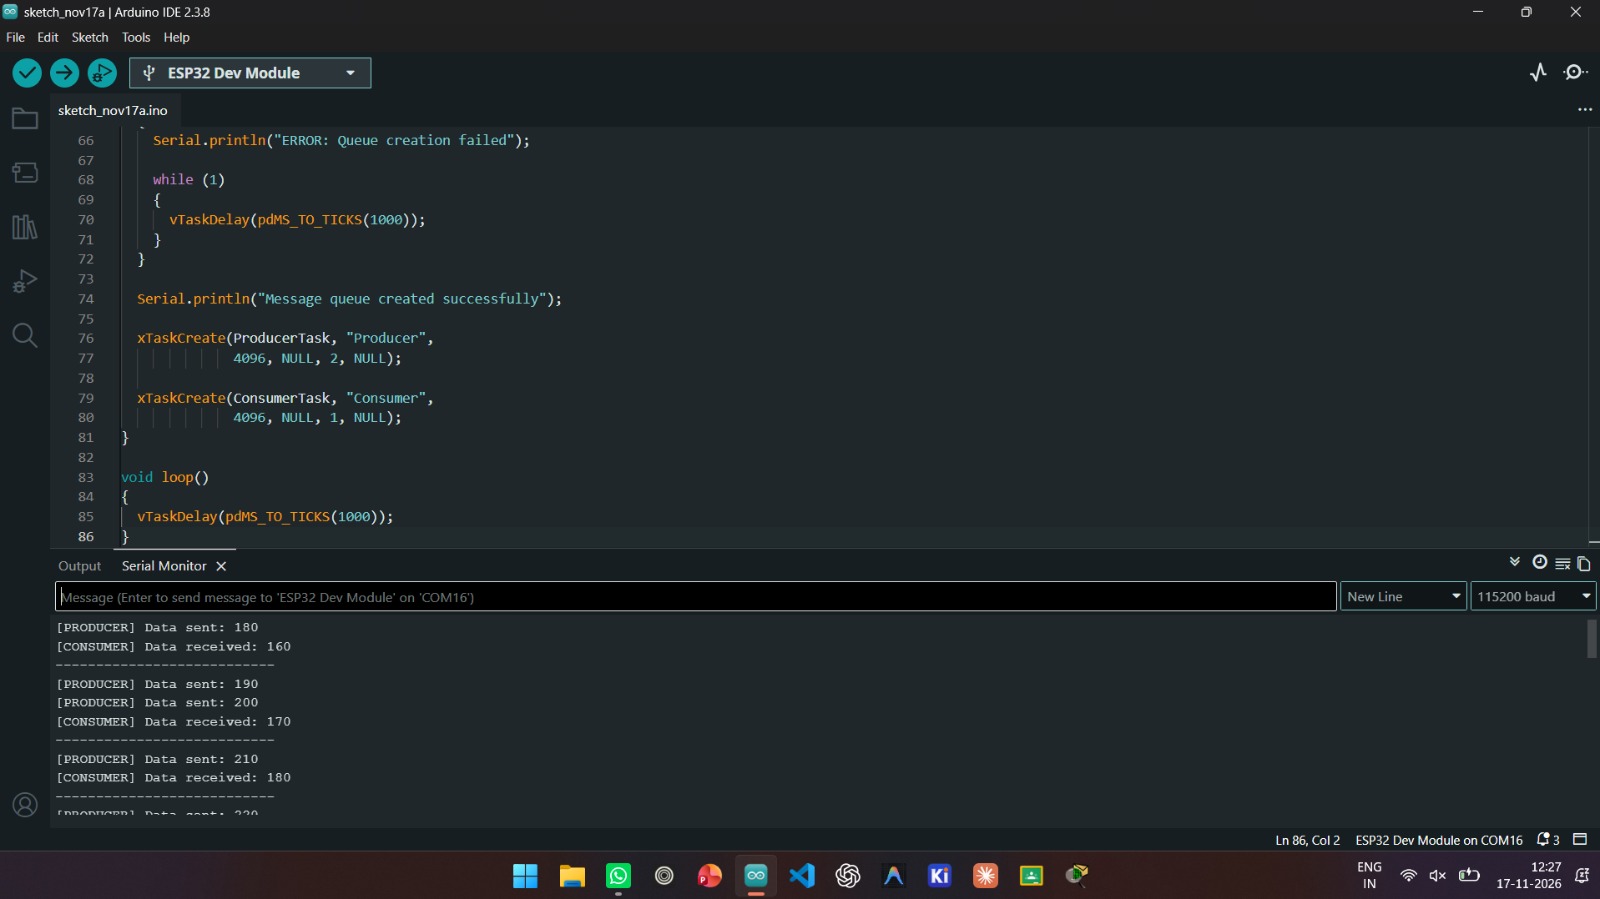 sketch_nov17a | Arduino IDE 2.3.8
File Edit Sketch Tools Help
ESP32 Dev Module
sketch_nov17a.ino
66 Serial.println("ERROR: Queue creation failed");
67
68 while (1)
69 {
70 vTaskDelay(pdMS_TO_TICKS(1000));
71 }
72 }
73
74 Serial.println("Message queue created successfully");
75
76 xTaskCreate(ProducerTask, "Producer",
77 4096, NULL, 2, NULL);
78
79 xTaskCreate(ConsumerTask, "Consumer",
80 4096, NULL, 1, NULL);
81 }
82
83 void loop()
84 {
85 vTaskDelay(pdMS_TO_TICKS(1000));
86 }
Output Serial Monitor
Message (Enter to send message to 'ESP32 Dev Module' on 'COM16')
New Line 115200 baud
[PRODUCER] Data sent: 180
[CONSUMER] Data received: 160
---------------------------
[PRODUCER] Data sent: 190
[PRODUCER] Data sent: 200
[CONSUMER] Data received: 170
---------------------------
[PRODUCER] Data sent: 210
[CONSUMER] Data received: 180
---------------------------
[PRODUCER] Data sent: 220
Ln 86, Col 2 ESP32 Dev Module on COM16 3
P Ki
ENG
IN
12:27
17-11-2026